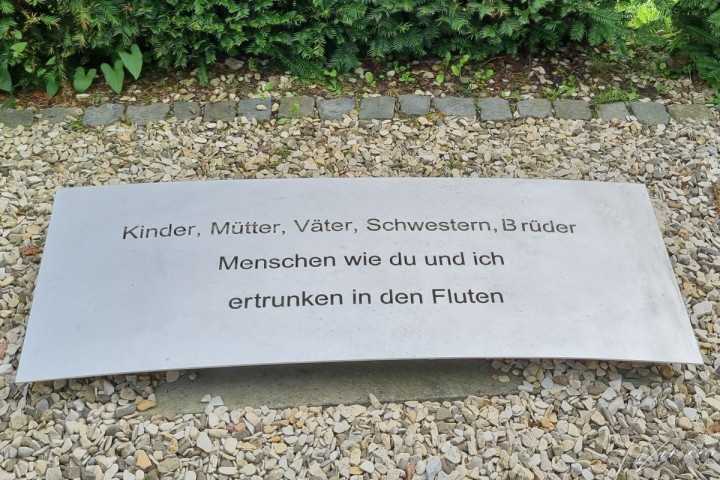 Kinder, Mütter, Väter, Schwestern, Brüder
Menschen wie du und ich
ertrunken in den Fluten